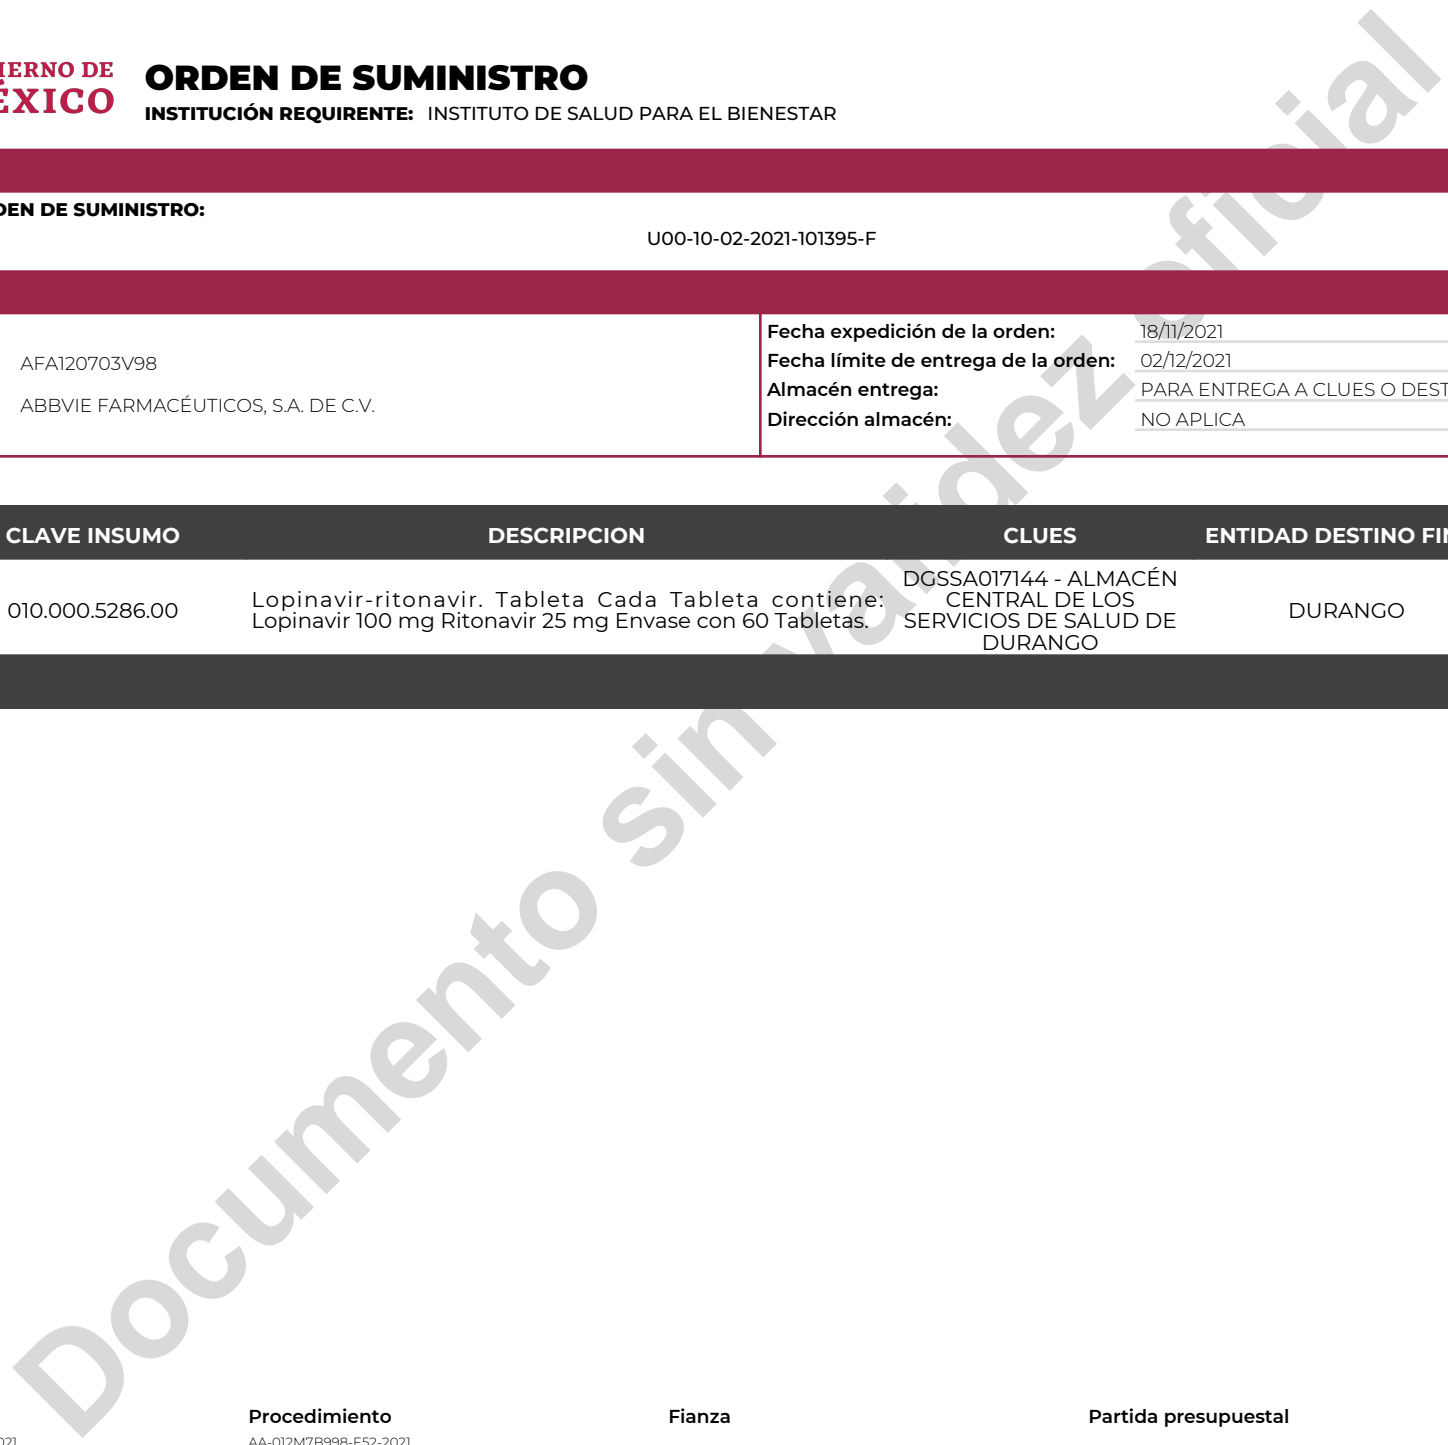 IERNO DE
ÉXICO
ORDEN DE SUMINISTRO
INSTITUCIÓN REQUIRENTE: INSTITUTO DE SALUD PARA EL BIENESTAR
DEN DE SUMINISTRO:
U00-10-02-2021-101395-F
AFA120703V98
ABBVIE FARMACÉUTICOS, S.A. DE C.V.
Fecha expedición de la orden: 18/11/2021
Fecha límite de entrega de la orden: 02/12/2021
Almacén entrega: PARA ENTREGA A CLUES O DEST
Dirección almacén: NO APLICA
CLAVE INSUMO DESCRIPCION CLUES ENTIDAD DESTINO FIN
010.000.5286.00
Lopinavir-ritonavir. Tableta Cada Tableta contiene:
Lopinavir 100 mg Ritonavir 25 mg Envase con 60 Tabletas.
DGSSA017144 - ALMACÉN
CENTRAL DE LOS
SERVICIOS DE SALUD DE
DURANGO
DURANGO
Documento sin validez oficial
Procedimiento Fianza Partida presupuestal
021 AA-012M7B998-E52-2021